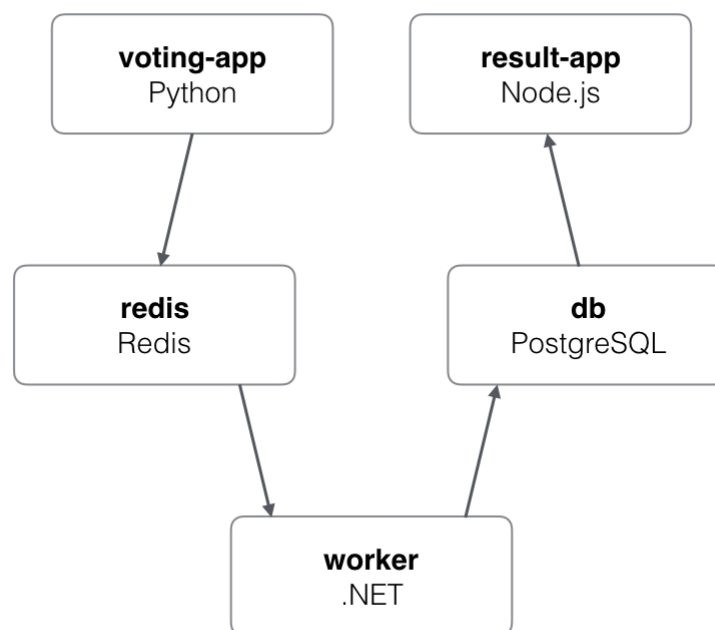 voting-app
Python
result-app
Node.js
redis
Redis
db
PostgreSQL
worker
.NET